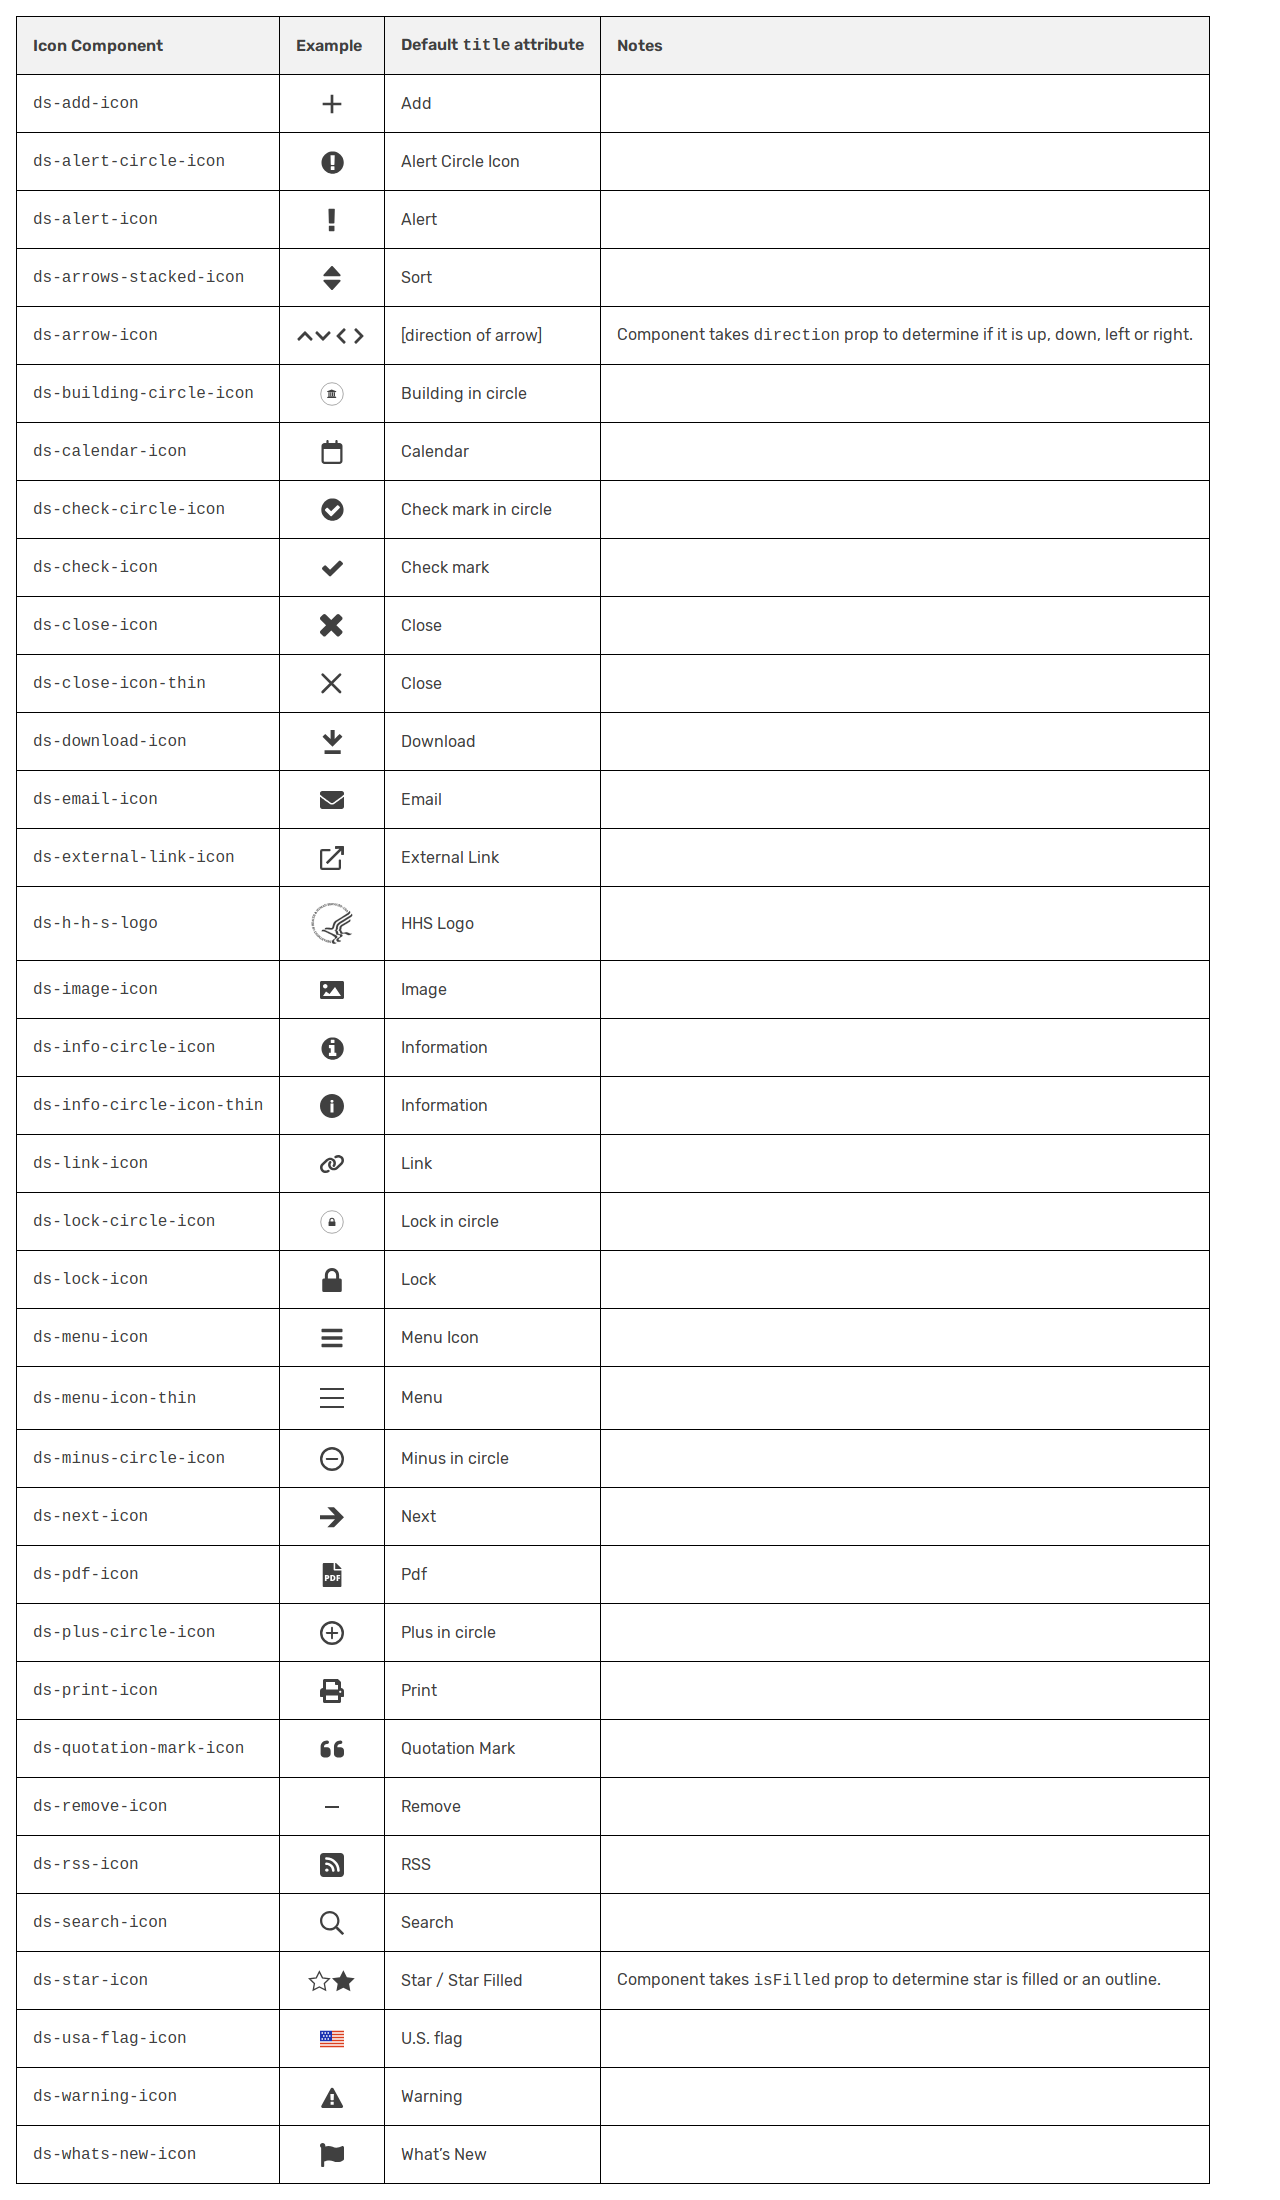 Icon Component Example Default title attribute Notes
ds-add-icon Add
ds-alert-circle-icon Alert Circle Icon
ds-alert-icon Alert
ds-arrows-stacked-icon Sort
ds-arrow-icon [direction of arrow] Component takes direction prop to determine if it is up, down, left or right.
ds-building-circle-icon Building in circle
ds-calendar-icon Calendar
ds-check-circle-icon Check mark in circle
ds-check-icon Check mark
ds-close-icon Close
ds-close-icon-thin Close
ds-download-icon Download
ds-email-icon Email
ds-external-link-icon External Link
ds-h-h-s-logo HHS Logo
ds-image-icon Image
ds-info-circle-icon Information
ds-info-circle-icon-thin Information
ds-link-icon Link
ds-lock-circle-icon Lock in circle
ds-lock-icon Lock
ds-menu-icon Menu Icon
ds-menu-icon-thin Menu
ds-minus-circle-icon Minus in circle
ds-next-icon Next
ds-pdf-icon PDF Pdf
ds-plus-circle-icon Plus in circle
ds-print-icon Print
ds-quotation-mark-icon Quotation Mark
ds-remove-icon Remove
ds-rss-icon RSS
ds-search-icon Search
ds-star-icon Star / Star Filled Component takes isFilled prop to determine star is filled or an outline.
ds-usa-flag-icon U.S. flag
ds-warning-icon Warning
ds-whats-new-icon What’s New